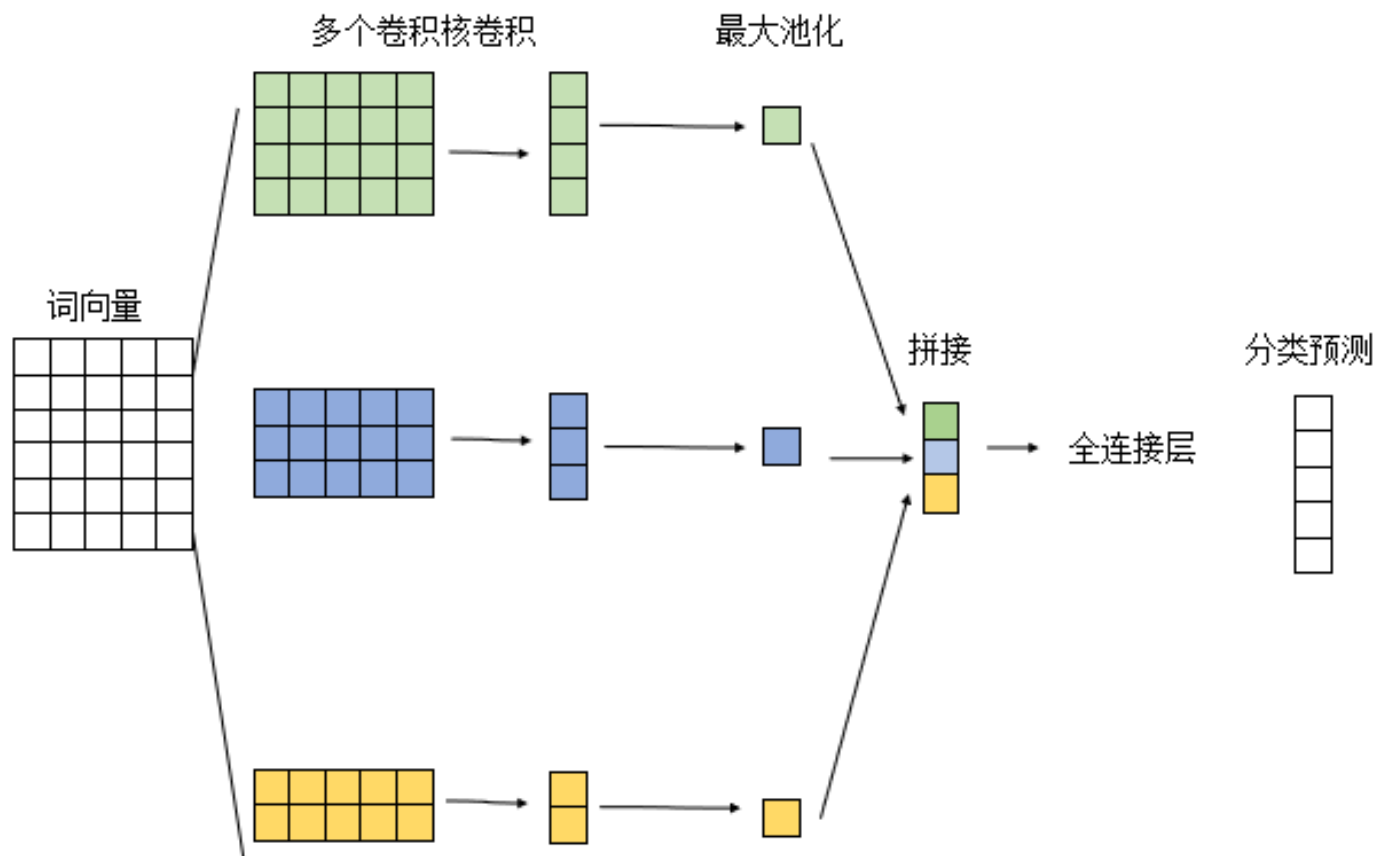 多个卷积核卷积
最大池化
词向量
拼接
全连接层
分类预测